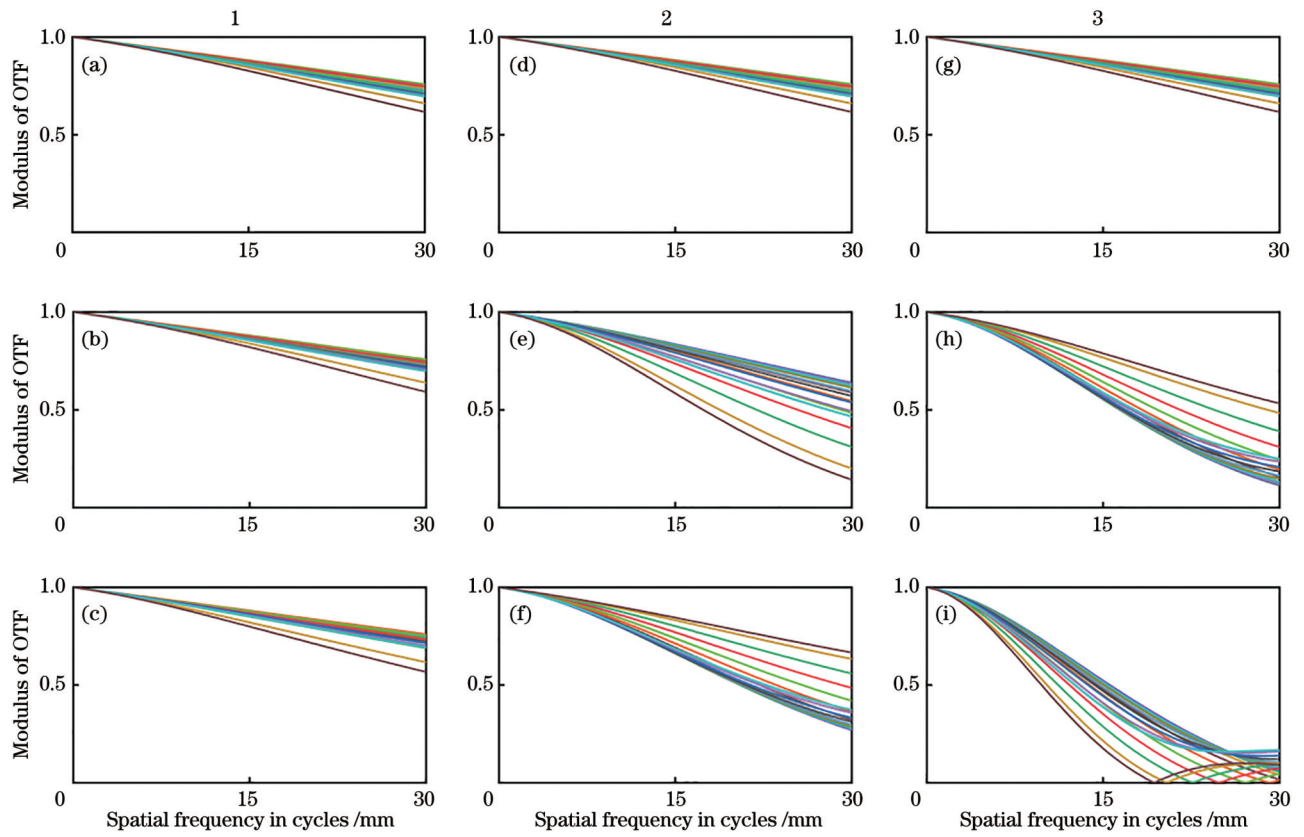 1 2 3
1.0 1.0 1.0
(a) (d) (g)
Modulus of OTF
0.5 0.5 0.5
0 15 30 0 15 30 0 15 30
1.0 1.0 1.0
(b) (e) (h)
Modulus of OTF
0.5 0.5 0.5
0 15 30 0 15 30 0 15 30
1.0 1.0 1.0
(c) (f) (i)
Modulus of OTF
0.5 0.5 0.5
0 15 30 0 15 30 0 15 30
Spatial frequency in cycles /mm Spatial frequency in cycles /mm Spatial frequency in cycles /mm